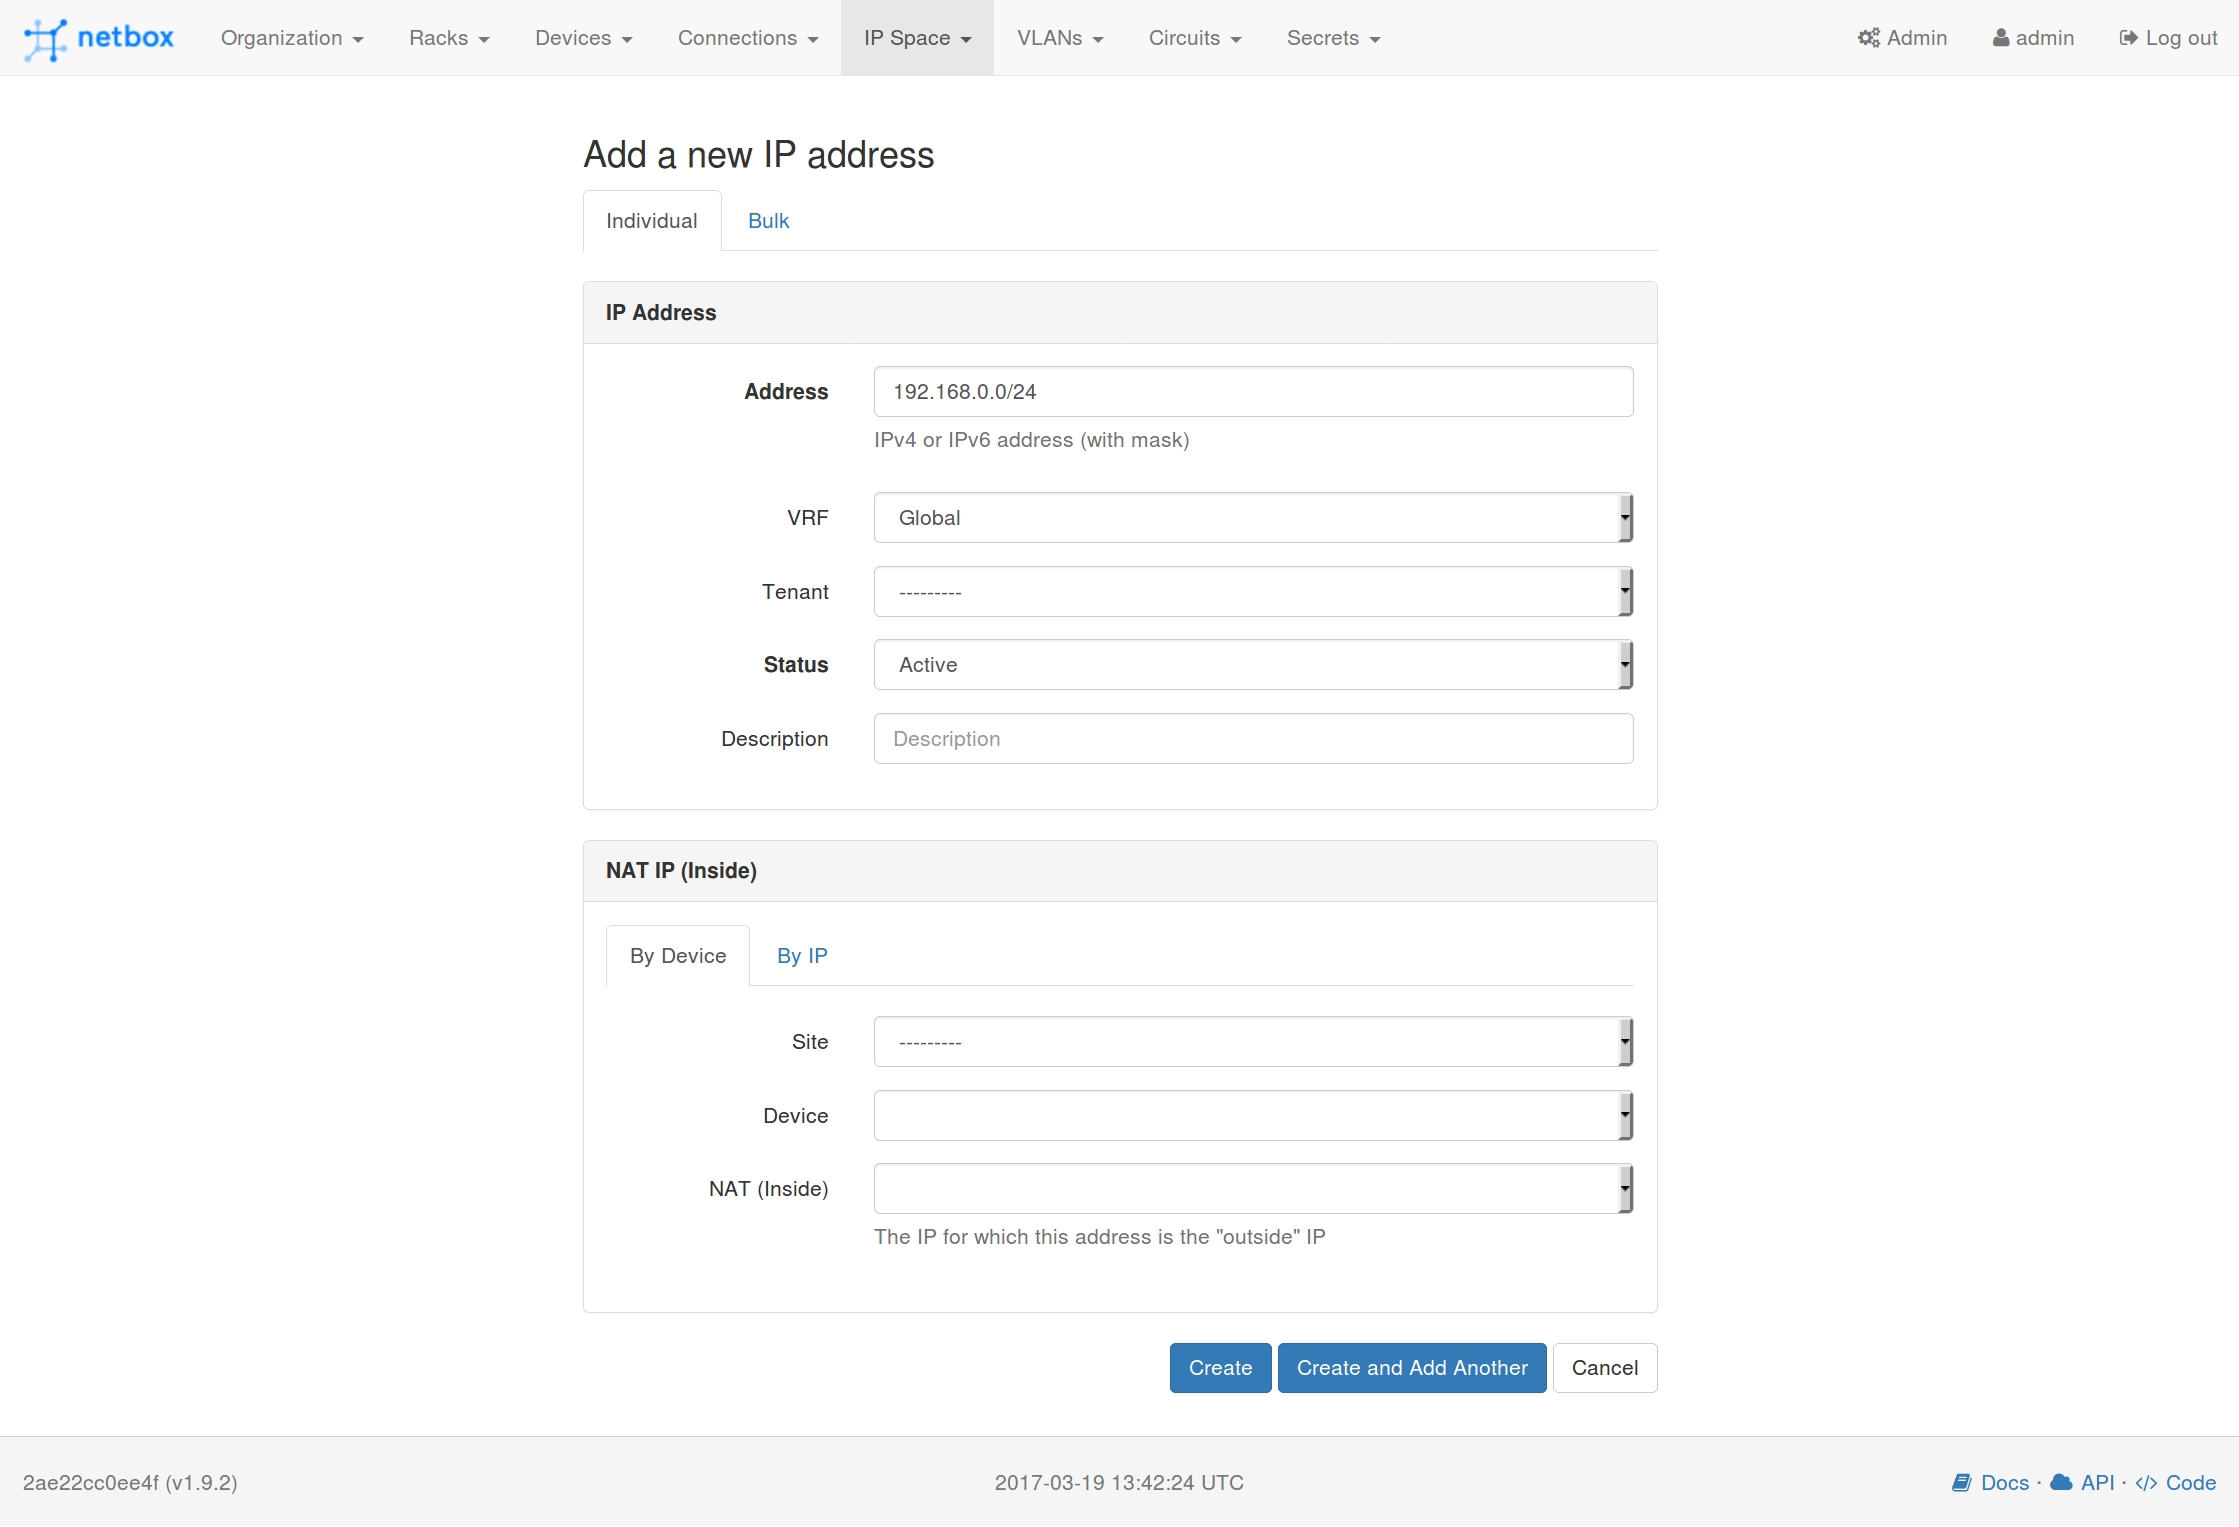 netbox Organization Racks Devices Connections IP Space VLANs Circuits Secrets Admin admin Log out
Add a new IP address
Individual Bulk
IP Address
Address 192.168.0.0/24
IPv4 or IPv6 address (with mask)
VRF Global
Tenant ---------
Status Active
Description Description
NAT IP (Inside)
By Device By IP
Site ---------
Device
NAT (Inside)
The IP for which this address is the "outside" IP
Create Create and Add Another Cancel
2ae22cc0ee4f (v1.9.2) 2017-03-19 13:42:24 UTC Docs · API · </> Code